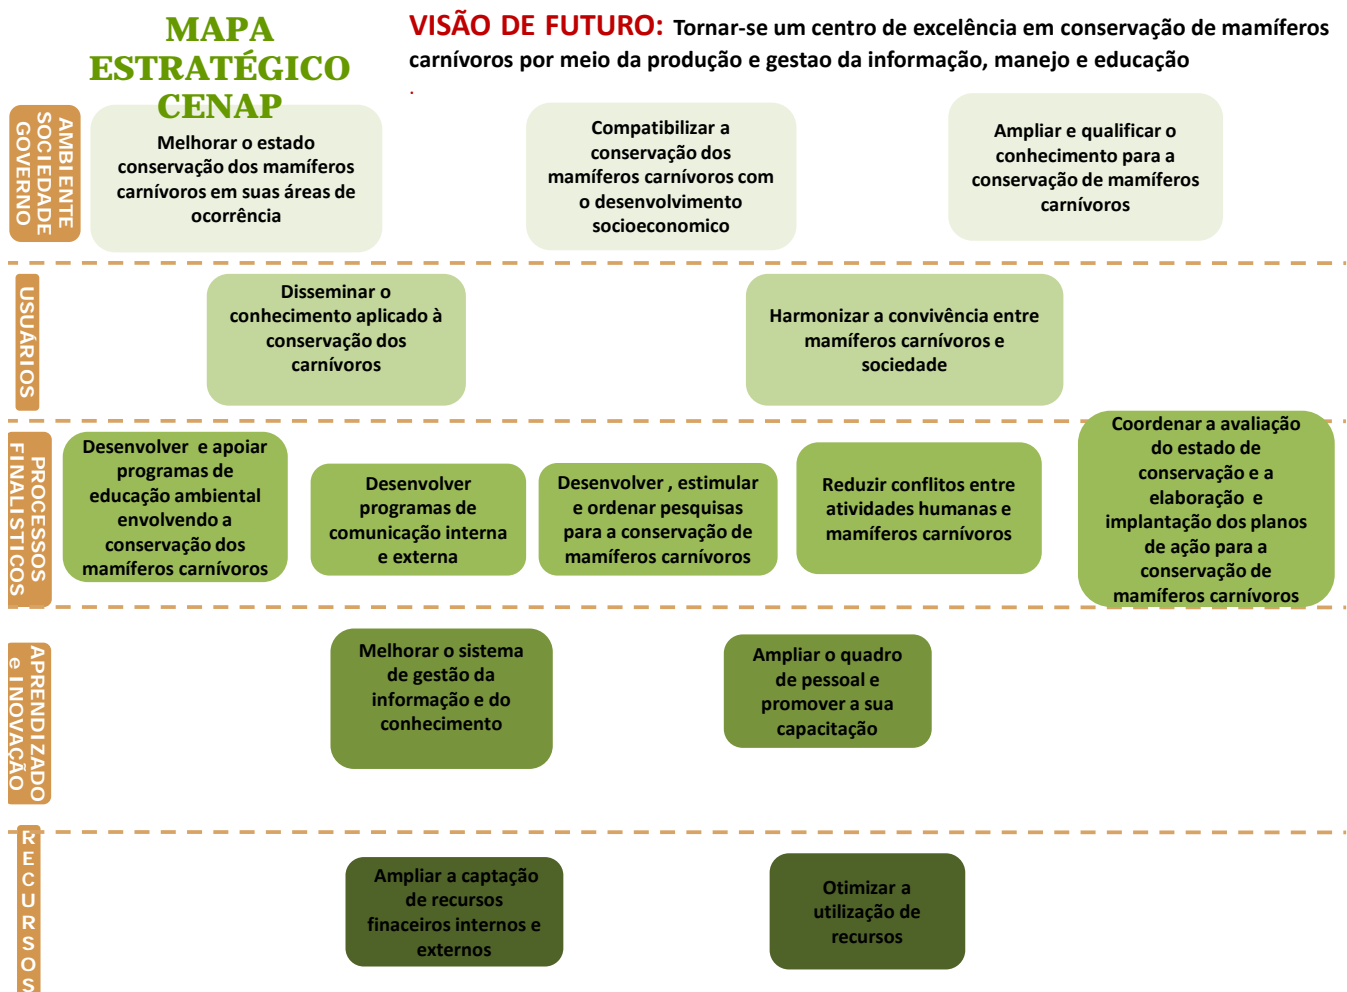 MAPA
ESTRATÉGICO
CENAP
VISÃO DE FUTURO: Tornar-se um centro de excelência em conservação de mamíferos
carnívoros por meio da produção e gestao da informação, manejo e educação
.
AMBIENTE
SOCIEDADE
GOVERNO
Melhorar o estado
conservação dos mamíferos
carnívoros em suas áreas de
ocorrência
Compatibilizar a
conservação dos
mamíferos carnívoros com
o desenvolvimento
socioeconomico
Ampliar e qualificar o
conhecimento para a
conservação de mamíferos
carnívoros
USUÁRIOS
Disseminar o
conhecimento aplicado à
conservação dos
carnívoros
Harmonizar a convivência entre
mamíferos carnívoros e
sociedade
PROCESSOS
FINALISTICOS
Desenvolver e apoiar
programas de
educação ambiental
envolvendo a
conservação dos
mamíferos carnívoros
Desenvolver
programas de
comunicação interna
e externa
Desenvolver , estimular
e ordenar pesquisas
para a conservação de
mamíferos carnívoros
Reduzir conflitos entre
atividades humanas e
mamíferos carnívoros
Coordenar a avaliação
do estado de
conservação e a
elaboração e
implantação dos planos
de ação para a
conservação de
mamíferos carnívoros
APRENDIZADO
e INOVAÇÃO
Melhorar o sistema
de gestão da
informação e do
conhecimento
Ampliar o quadro
de pessoal e
promover a sua
capacitação
RECURSOS
Ampliar a captação
de recursos
finaceiros internos e
externos
Otimizar a
utilização de
recursos